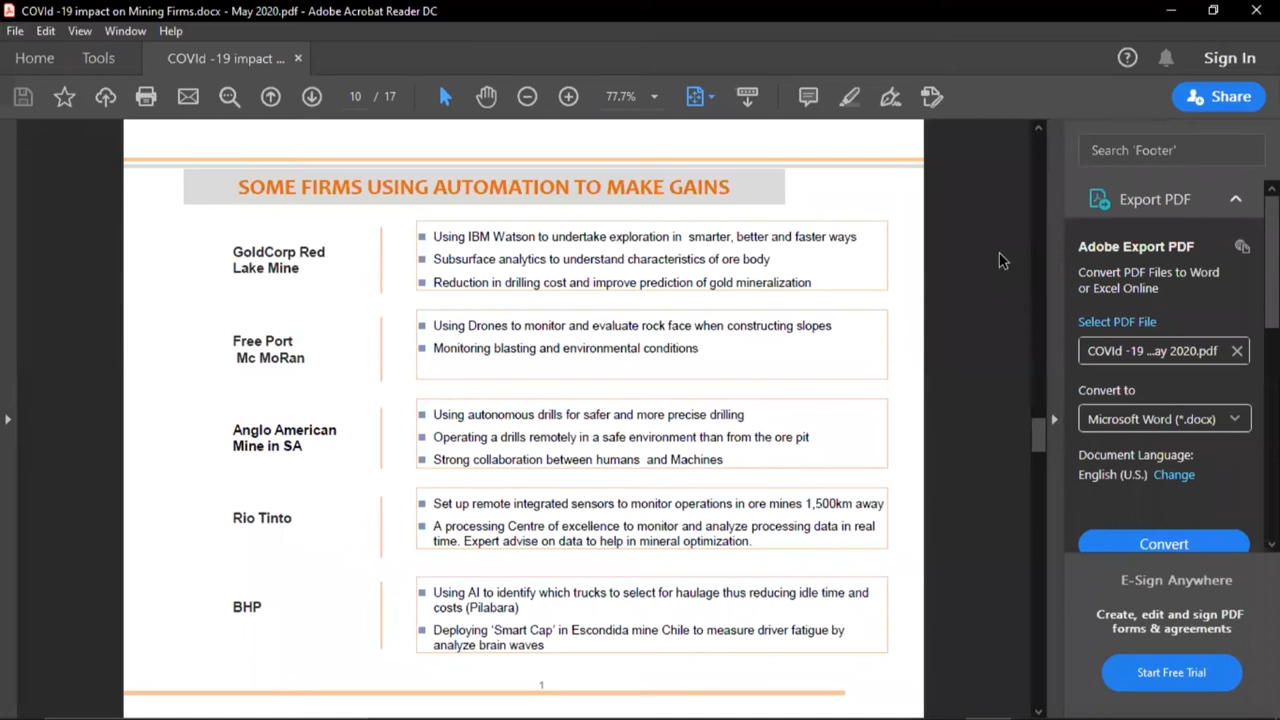 COVId -19 impact on Mining Firms.docx - May 2020.pdf - Adobe Acrobat Reader DC
File Edit View Window Help
Home Tools COVId -19 impact ... ×
Sign In
10 / 17
77.7%
Share
SOME FIRMS USING AUTOMATION TO MAKE GAINS
GoldCorp Red
Lake Mine
Using IBM Watson to undertake exploration in smarter, better and faster ways
Subsurface analytics to understand characteristics of ore body
Reduction in drilling cost and improve prediction of gold mineralization
Free Port
Mc MoRan
Using Drones to monitor and evaluate rock face when constructing slopes
Monitoring blasting and environmental conditions
Anglo American
Mine in SA
Using autonomous drills for safer and more precise drilling
Operating a drills remotely in a safe environment than from the ore pit
Strong collaboration between humans and Machines
Rio Tinto
Set up remote integrated sensors to monitor operations in ore mines 1,500km away
A processing Centre of excellence to monitor and analyze processing data in real
time. Expert advise on data to help in mineral optimization.
BHP
Using AI to identify which trucks to select for haulage thus reducing idle time and
costs (Pilabara)
Deploying ‘Smart Cap’ in Escondida mine Chile to measure driver fatigue by
analyze brain waves
1
Search 'Footer'
Export PDF
Adobe Export PDF
Convert PDF Files to Word
or Excel Online
Select PDF File
COVId -19 ...ay 2020.pdf
Convert to
Microsoft Word (*.docx)
Document Language:
English (U.S.) Change
Convert
E-Sign Anywhere
Create, edit and sign PDF
forms & agreements
Start Free Trial